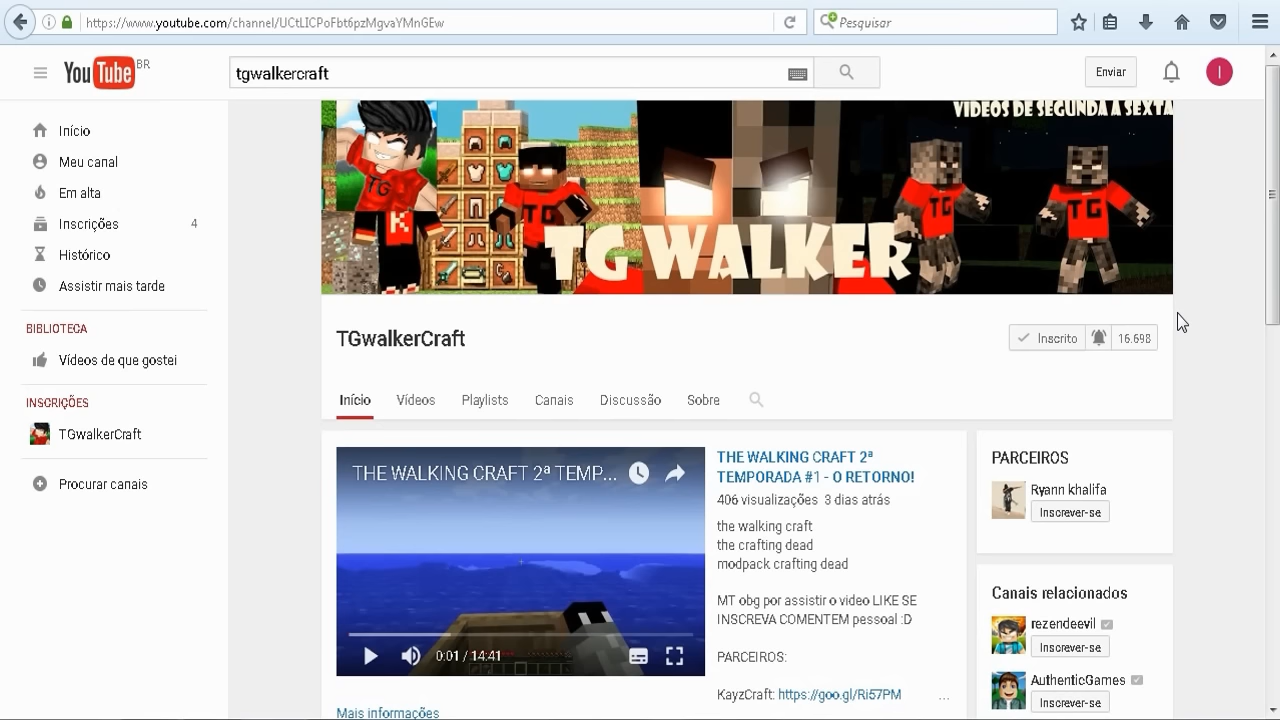 https://www.youtube.com/channel/UCtLICPoFbt6pzMgvaYMnGEw
Pesquisar
YouTube BR
tgwalkercraft
Enviar
I
Início
Meu canal
Em alta
Inscrições 4
Histórico
Assistir mais tarde
BIBLIOTECA
Vídeos de que gostei
INSCRIÇÕES
TGwalkerCraft
Procurar canais
VIDEOS DE SEGUNDA A SEXTA
TG
K
TG
TG
TG
TG WALKER
TGwalkerCraft
Inscrito 16.698
Início Vídeos Playlists Canais Discussão Sobre
THE WALKING CRAFT 2ª TEMP...
0:01 / 14:41
Mais informações
THE WALKING CRAFT 2ª
TEMPORADA #1 - O RETORNO!
406 visualizações 3 dias atrás
the walking craft
the crafting dead
modpack crafting dead
MT obg por assistir o video LIKE SE
INSCREVA COMENTEM pessoal :D
PARCEIROS:
KayzCraft: https://goo.gl/Ri57PM ...
PARCEIROS
Ryann khalifa
Inscrever-se
Canais relacionados
rezendeevil
Inscrever-se
AuthenticGames
Inscrever-se